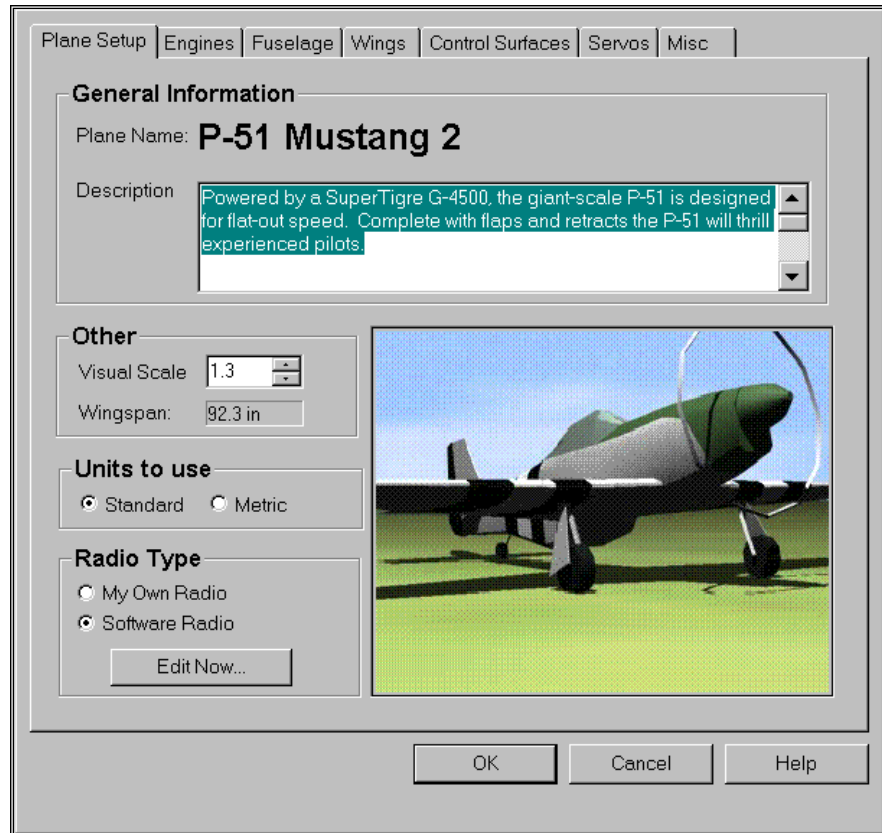 Plane Setup Engines Fuselage Wings Control Surfaces Servos Misc
General Information
Plane Name: P-51 Mustang 2
Description
Powered by a SuperTigre G-4500, the giant-scale P-51 is designed
for flat-out speed. Complete with flaps and retracts the P-51 will thrill
experienced pilots.
Other
Visual Scale 1.3
Wingspan: 92.3 in
Units to use
Standard Metric
Radio Type
My Own Radio
Software Radio
Edit Now...
OK Cancel Help